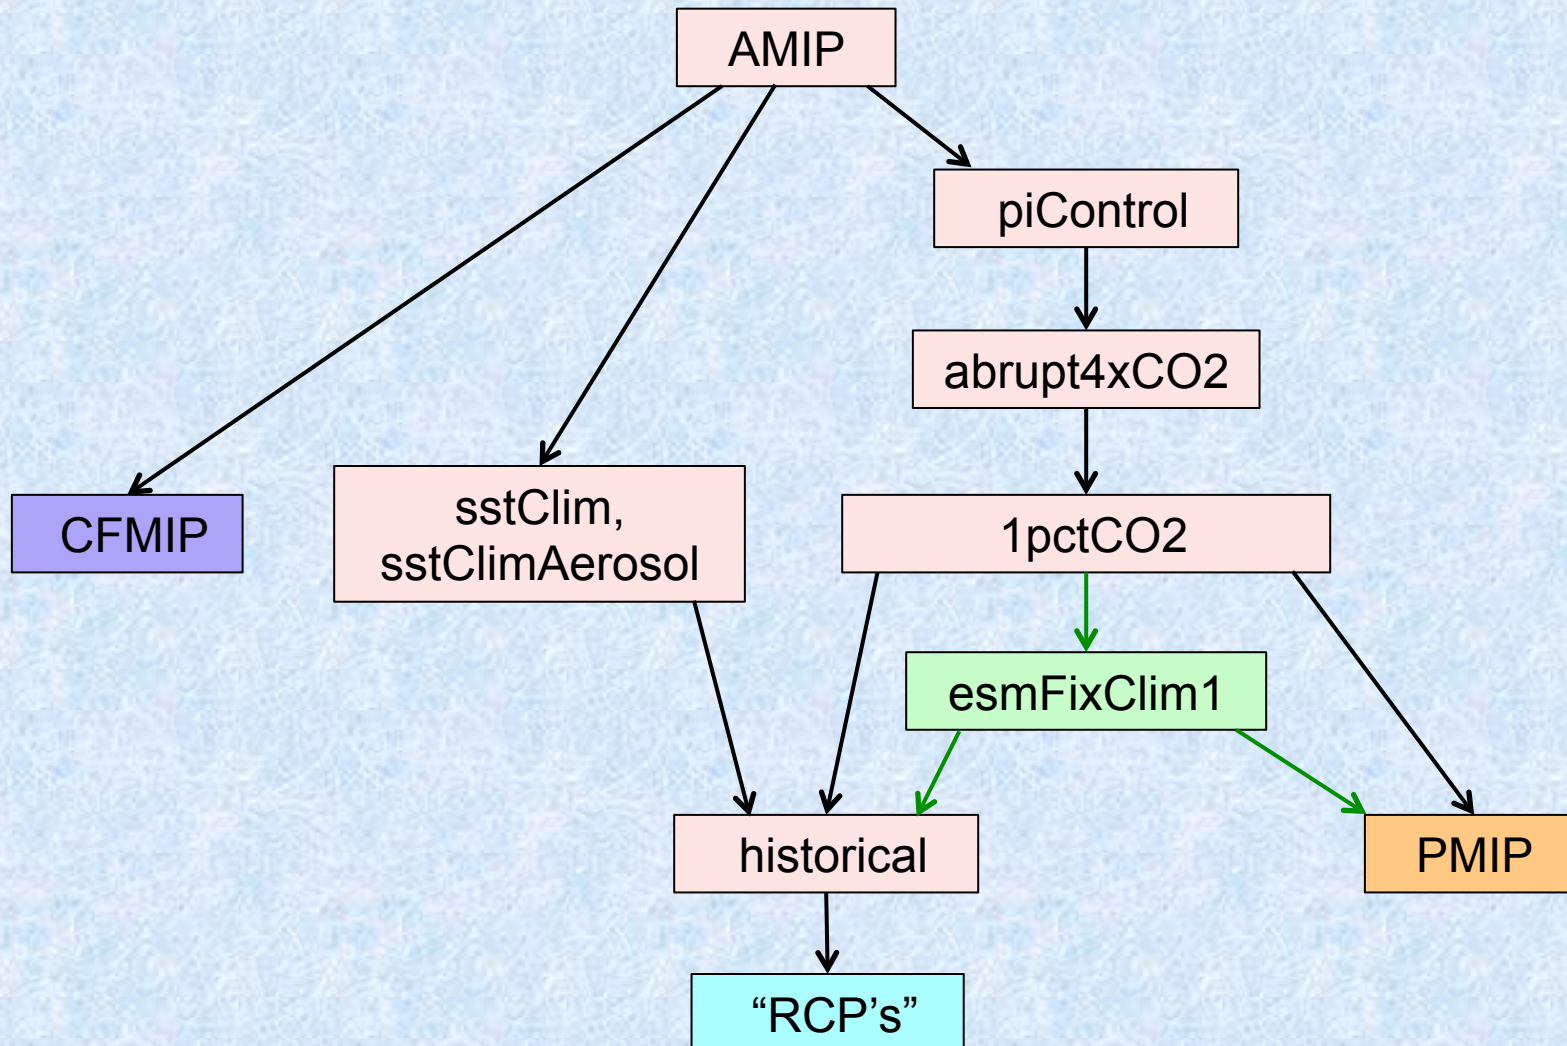 AMIP
piControl
abrupt4xCO2
CFMIP
sstClim,
sstClimAerosol
1pctCO2
esmFixClim1
historical
PMIP
“RCP’s”